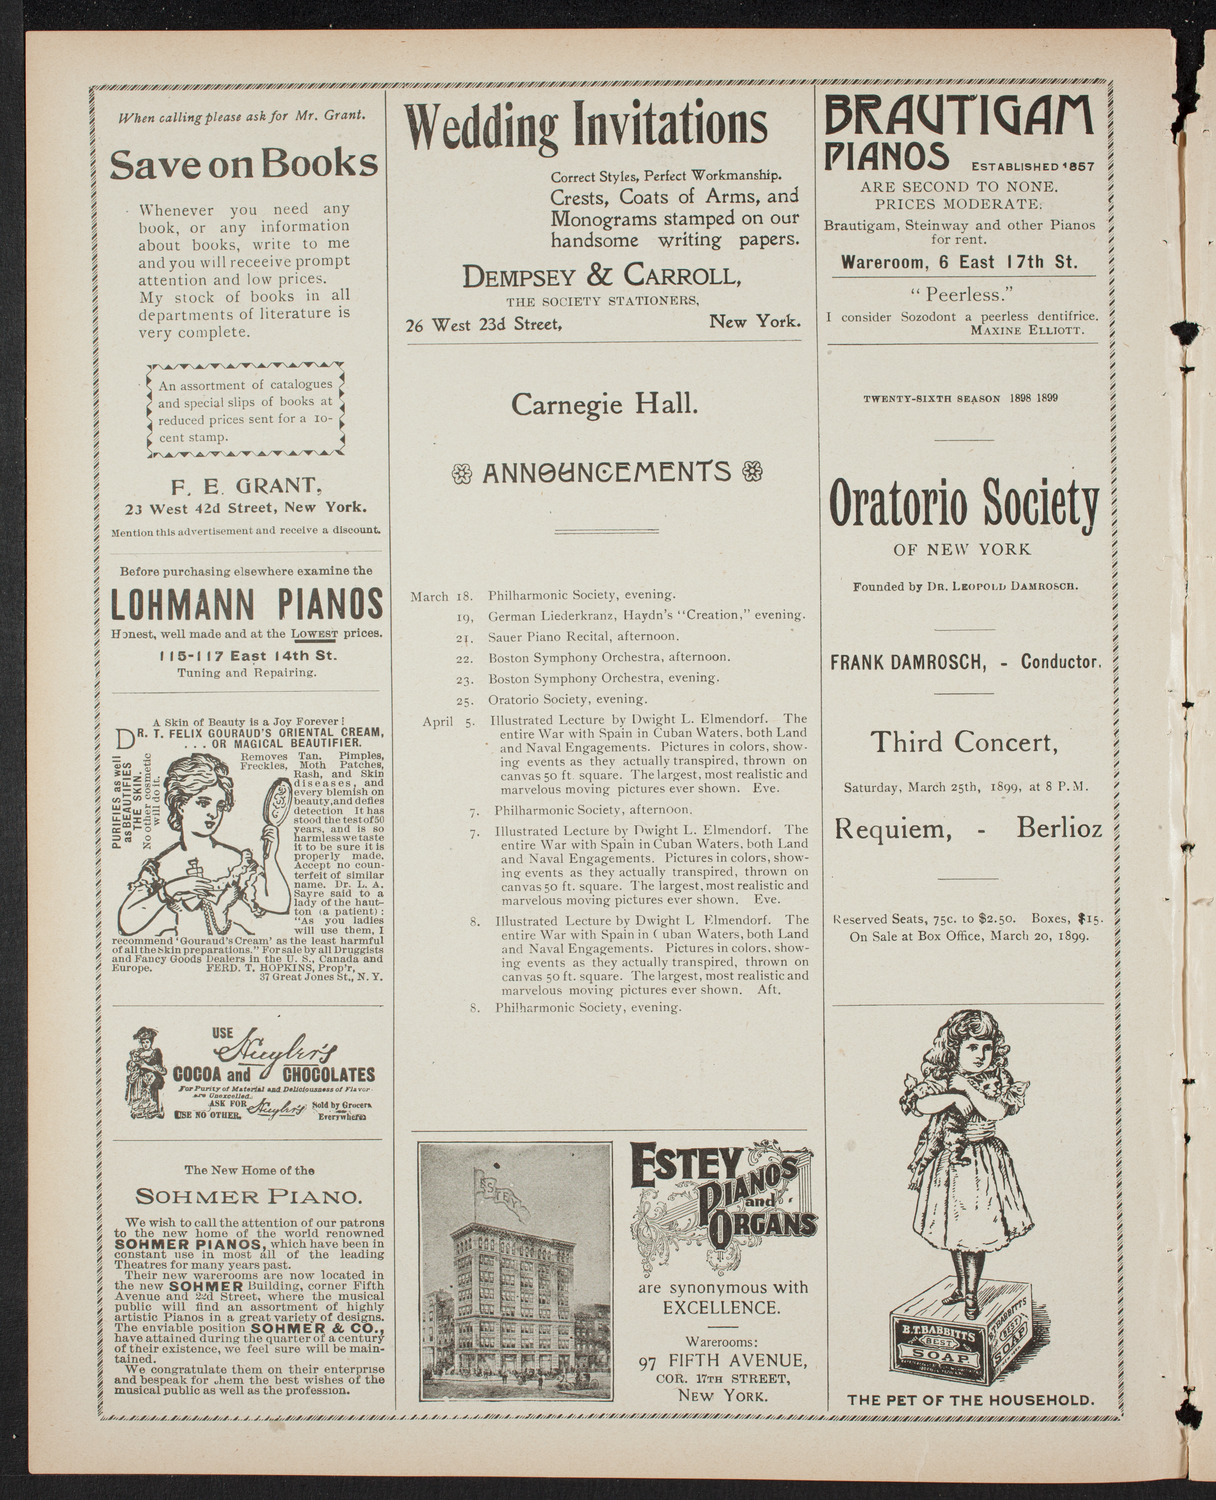 When calling please ask for Mr. Grant.
Save on Books
Whenever you need any
book, or any information
about books, write to me
and you will receeive prompt
attention and low prices.
My stock of books in all
departments of literature is
very complete.
An assortment of catalogues
and special slips of books at
reduced prices sent for a 10-
cent stamp.
F. E. GRANT,
23 West 42d Street, New York.
Mention this advertisement and receive a discount.
Before purchasing elsewhere examine the
LOHMANN PIANOS
Honest, well made and at the LOWEST prices.
115-117 East 14th St.
Tuning and Repairing.
A Skin of Beauty is a Joy Forever!
DR. T. FELIX GOURAUD'S ORIENTAL CREAM,
... OR MAGICAL BEAUTIFIER.
PURIFIES as well
as BEAUTIFIES
THE SKIN.
No other cosmetic
will do it.
Removes Tan, Pimples,
Freckles, Moth Patches,
Rash, and Skin
diseases, and
every blemish on
beauty, and defies
detection It has
stood the test of 50
years, and is so
harmless we taste
it to be sure it is
properly made.
Accept no coun-
terfeit of similar
name. Dr. L. A.
Sayre said to a
lady of the haut-
ton (a patient):
"As you ladies
will use them, I
recommend 'Gouraud's Cream' as the least harmful
of all the skin preparations." For sale by all Druggists
and Fancy Goods Dealers in the U. S., Canada and
Europe. FERD. T. HOPKINS, Prop'r,
37 Great Jones St., N. Y.
USE Huyler's
COCOA and CHOCOLATES
For Purity of Material and Deliciousness of Flavor
are Unexcelled.
ASK FOR Huyler's Sold by Grocers
USE NO OTHER. Everywhere
The New Home of the
SOHMER PIANO.
We wish to call the attention of our patrons
to the new home of the world renowned
SOHMER PIANOS, which have been in
constant use in most all of the leading
Theatres for many years past.
Their new warerooms are now located in
the new SOHMER Building, corner Fifth
Avenue and 22d Street, where the musical
public will find an assortment of highly
artistic Pianos in a great variety of designs.
The enviable position SOHMER & CO.,
have attained during the quarter of a century
of their existence, we feel sure will be main-
tained.
We congratulate them on their enterprise
and bespeak for them the best wishes of the
musical public as well as the profession.
Wedding Invitations
Correct Styles, Perfect Workmanship.
Crests, Coats of Arms, and
Monograms stamped on our
handsome writing papers.
DEMPSEY & CARROLL,
THE SOCIETY STATIONERS,
26 West 23d Street, New York.
Carnegie Hall.
ANNOUNCEMENTS
March 18. Philharmonic Society, evening.
19, German Liederkranz, Haydn's "Creation," evening.
21. Sauer Piano Recital, afternoon.
22. Boston Symphony Orchestra, afternoon.
23. Boston Symphony Orchestra, evening.
25. Oratorio Society, evening.
April 5. Illustrated Lecture by Dwight L. Elmendorf. The
entire War with Spain in Cuban Waters, both Land
and Naval Engagements. Pictures in colors, show-
ing events as they actually transpired, thrown on
canvas 50 ft. square. The largest, most realistic and
marvelous moving pictures ever shown. Eve.
7. Philharmonic Society, afternoon.
7. Illustrated Lecture by Dwight L. Elmendorf. The
entire War with Spain in Cuban Waters, both Land
and Naval Engagements. Pictures in colors, show-
ing events as they actually transpired, thrown on
canvas 50 ft. square. The largest, most realistic and
marvelous moving pictures ever shown. Eve.
8. Illustrated Lecture by Dwight L Elmendorf. The
entire War with Spain in Cuban Waters, both Land
and Naval Engagements. Pictures in colors, show-
ing events as they actually transpired, thrown on
canvas 50 ft. square. The largest, most realistic and
marvelous moving pictures ever shown. Aft.
8. Philharmonic Society, evening.
ESTEY
ESTEY
PIANOS
and
ORGANS
are synonymous with
EXCELLENCE.
Warerooms:
97 FIFTH AVENUE,
COR. 17TH STREET,
NEW YORK.
BRAUTIGAM
PIANOS ESTABLISHED 1857
ARE SECOND TO NONE.
PRICES MODERATE.
Brautigam, Steinway and other Pianos
for rent.
Wareroom, 6 East 17th St.
"Peerless."
I consider Sozodont a peerless dentifrice.
MAXINE ELLIOTT.
TWENTY-SIXTH SEASON 1898 1899
Oratorio Society
OF NEW YORK
Founded by DR. LEOPOLD DAMROSCH.
FRANK DAMROSCH, - Conductor.
Third Concert,
Saturday, March 25th, 1899, at 8 P.M.
Requiem, - Berlioz
Reserved Seats, 75c. to $2.50. Boxes, $15.
On Sale at Box Office, March 20, 1899.
B.T. BABBITT'S
BEST
SOAP
B.T. BABBITT'S
BEST
SOAP
THE PET OF THE HOUSEHOLD.